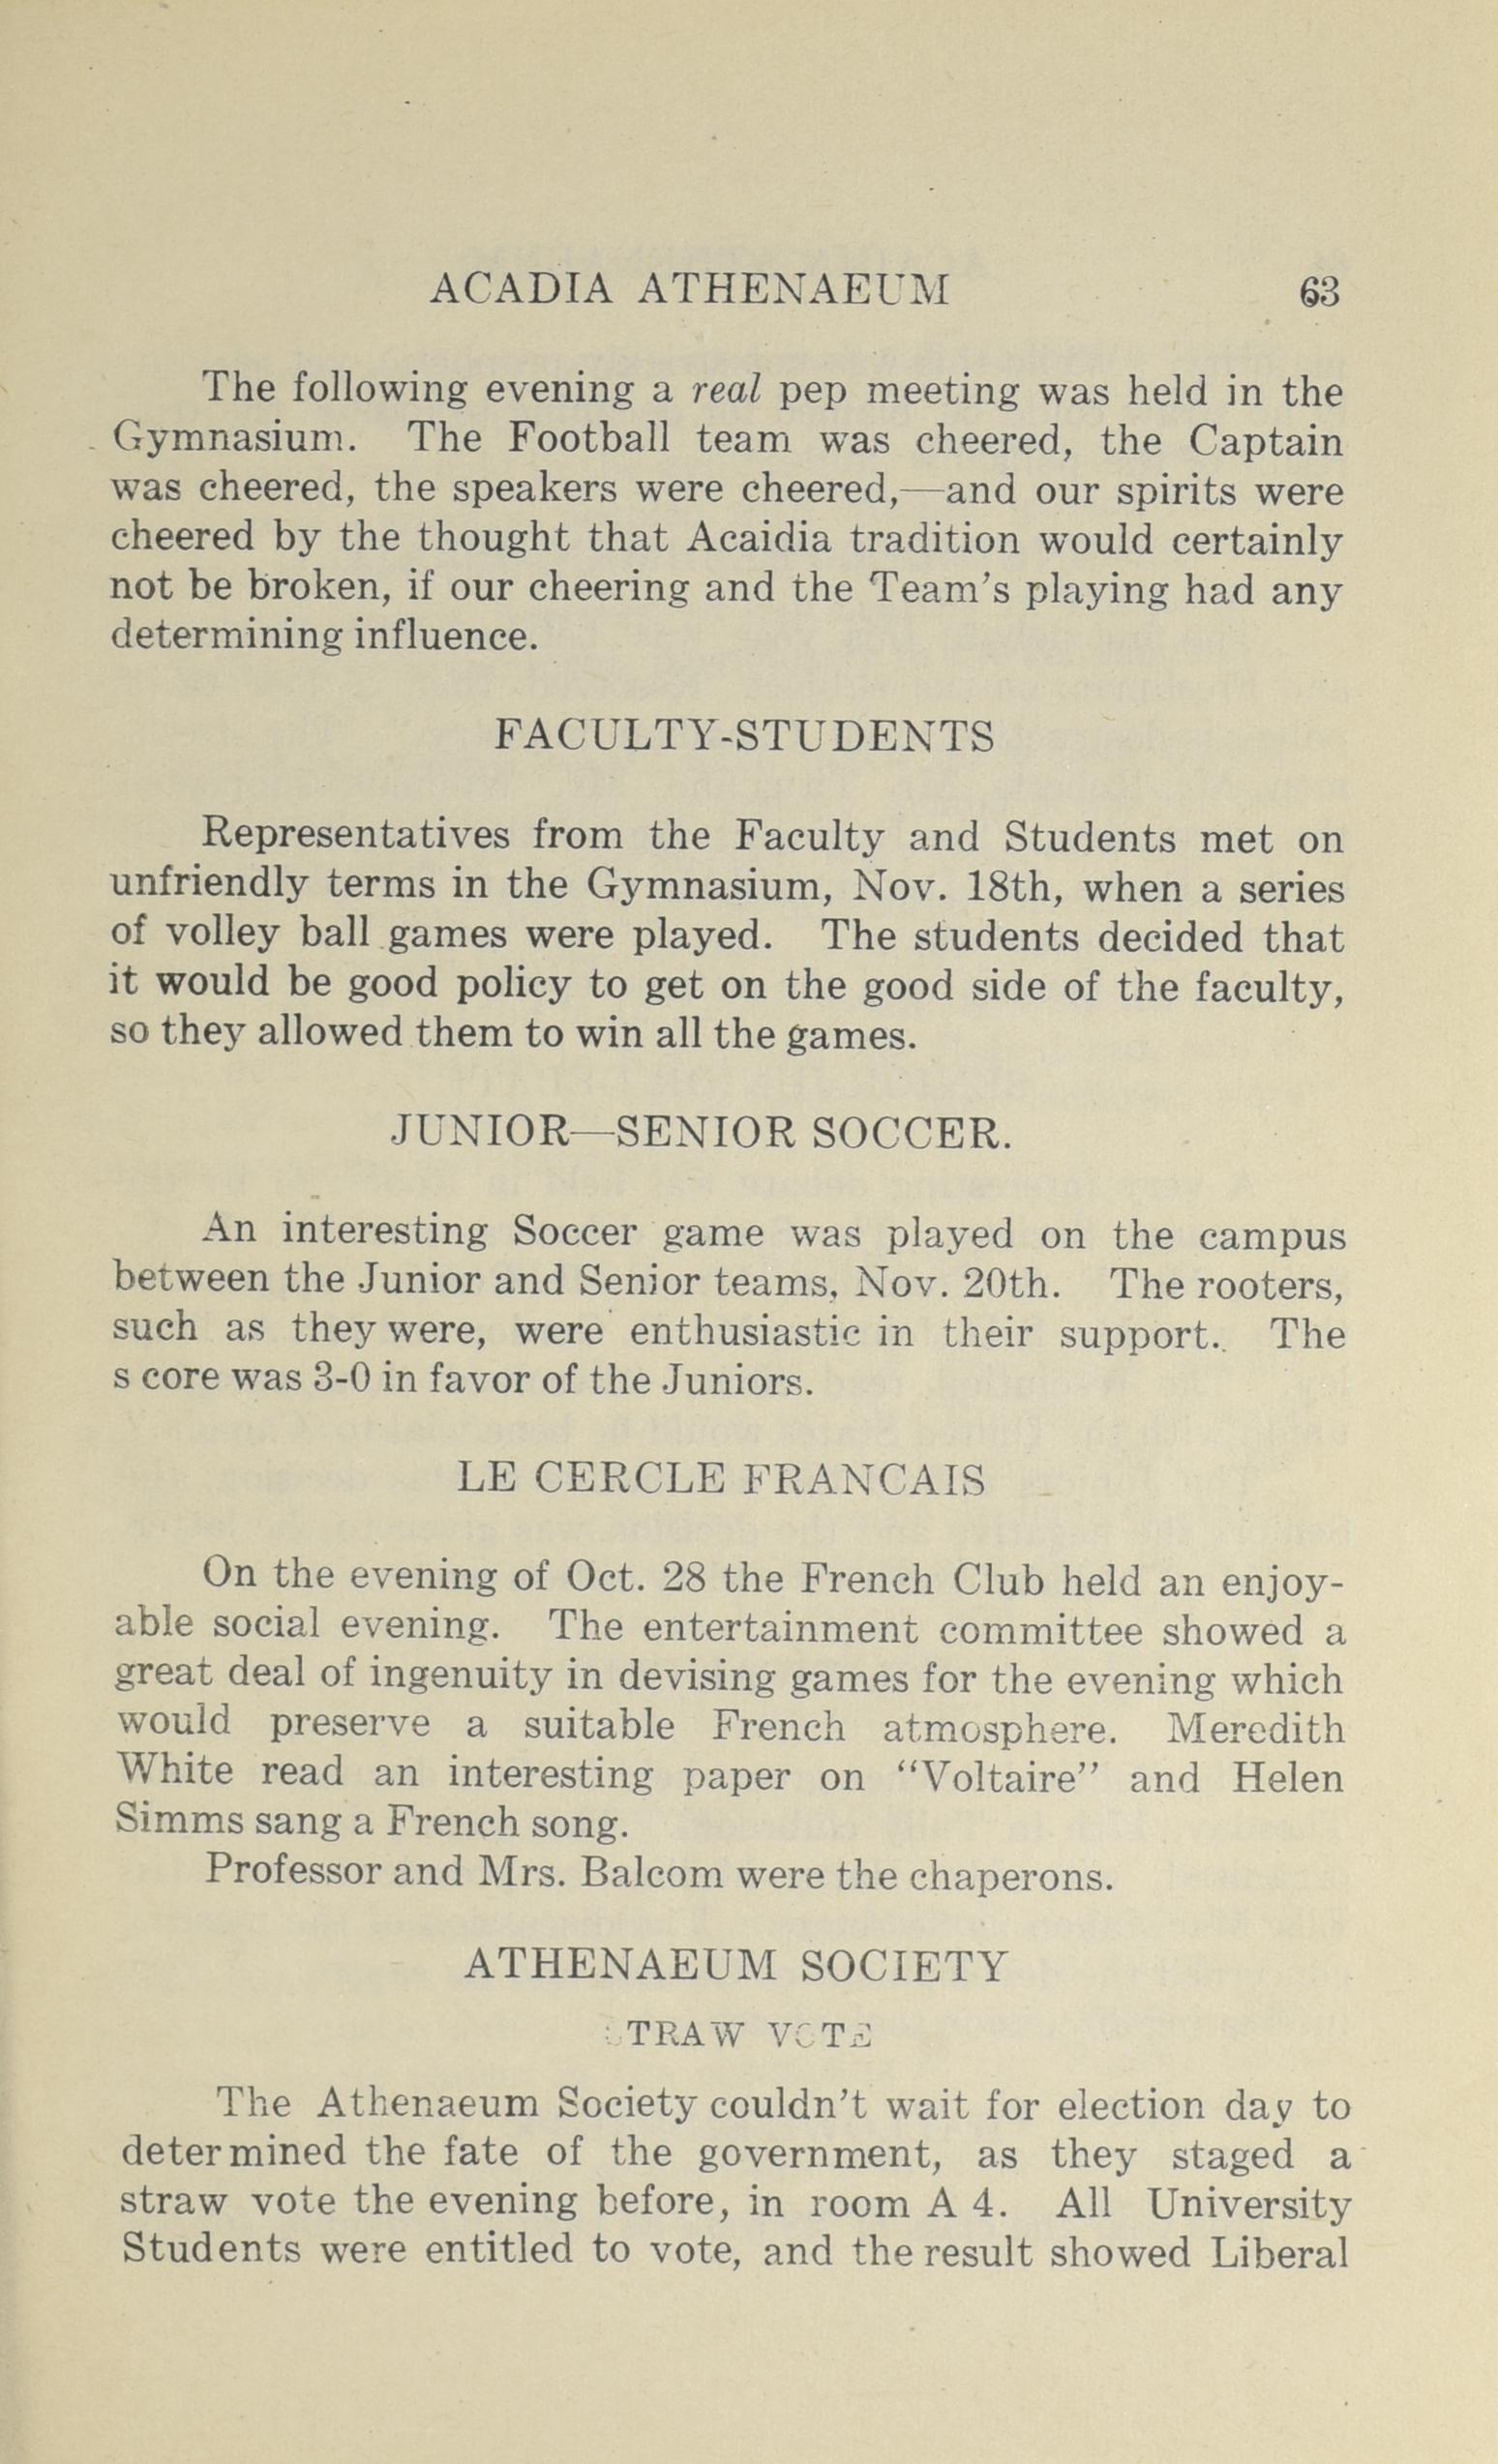 ACADIA ATHENAEUM 63
The following evening a real pep meeting was held in the
Gymnasium. The Football team was cheered, the Captain
was cheered, the speakers were cheered,—and our spirits were
cheered by the thought that Acaidia tradition would certainly
not be broken, if our cheering and the Team's playing had any
determining influence.
FACULTY-STUDENTS
Representatives from the Faculty and Students met on
unfriendly terms in the Gymnasium, Nov. 18th, when a series
of volley ball games were played. The students decided that
it would be good policy to get on the good side of the faculty,
so they allowed them to win all the games.
JUNIOR—SENIOR SOCCER.
An interesting Soccer game was played on the campus
between the Junior and Senior teams, Nov. 20th. The rooters,
such as they were, were enthusiastic in their support.. The
s core was 3-0 in favor of the Juniors.
LE CERCLE FRANCAIS
On the evening of Oct. 28 the French Club held an enjoy-
able social evening. The entertainment committee showed a
great deal of ingenuity in devising games for the evening which
would preserve a suitable French atmosphere. Meredith
White read an interesting paper on "Voltaire" and Helen
Simms sang a French song.
Professor and Mrs. Balcom were the chaperons.
ATHENAEUM SOCIETY
STRAW VOTE
The Athenaeum Society couldn't wait for election day to
determined the fate of the government, as they staged a
straw vote the evening before, in room A 4. All University
Students were entitled to vote, and the result showed Liberal